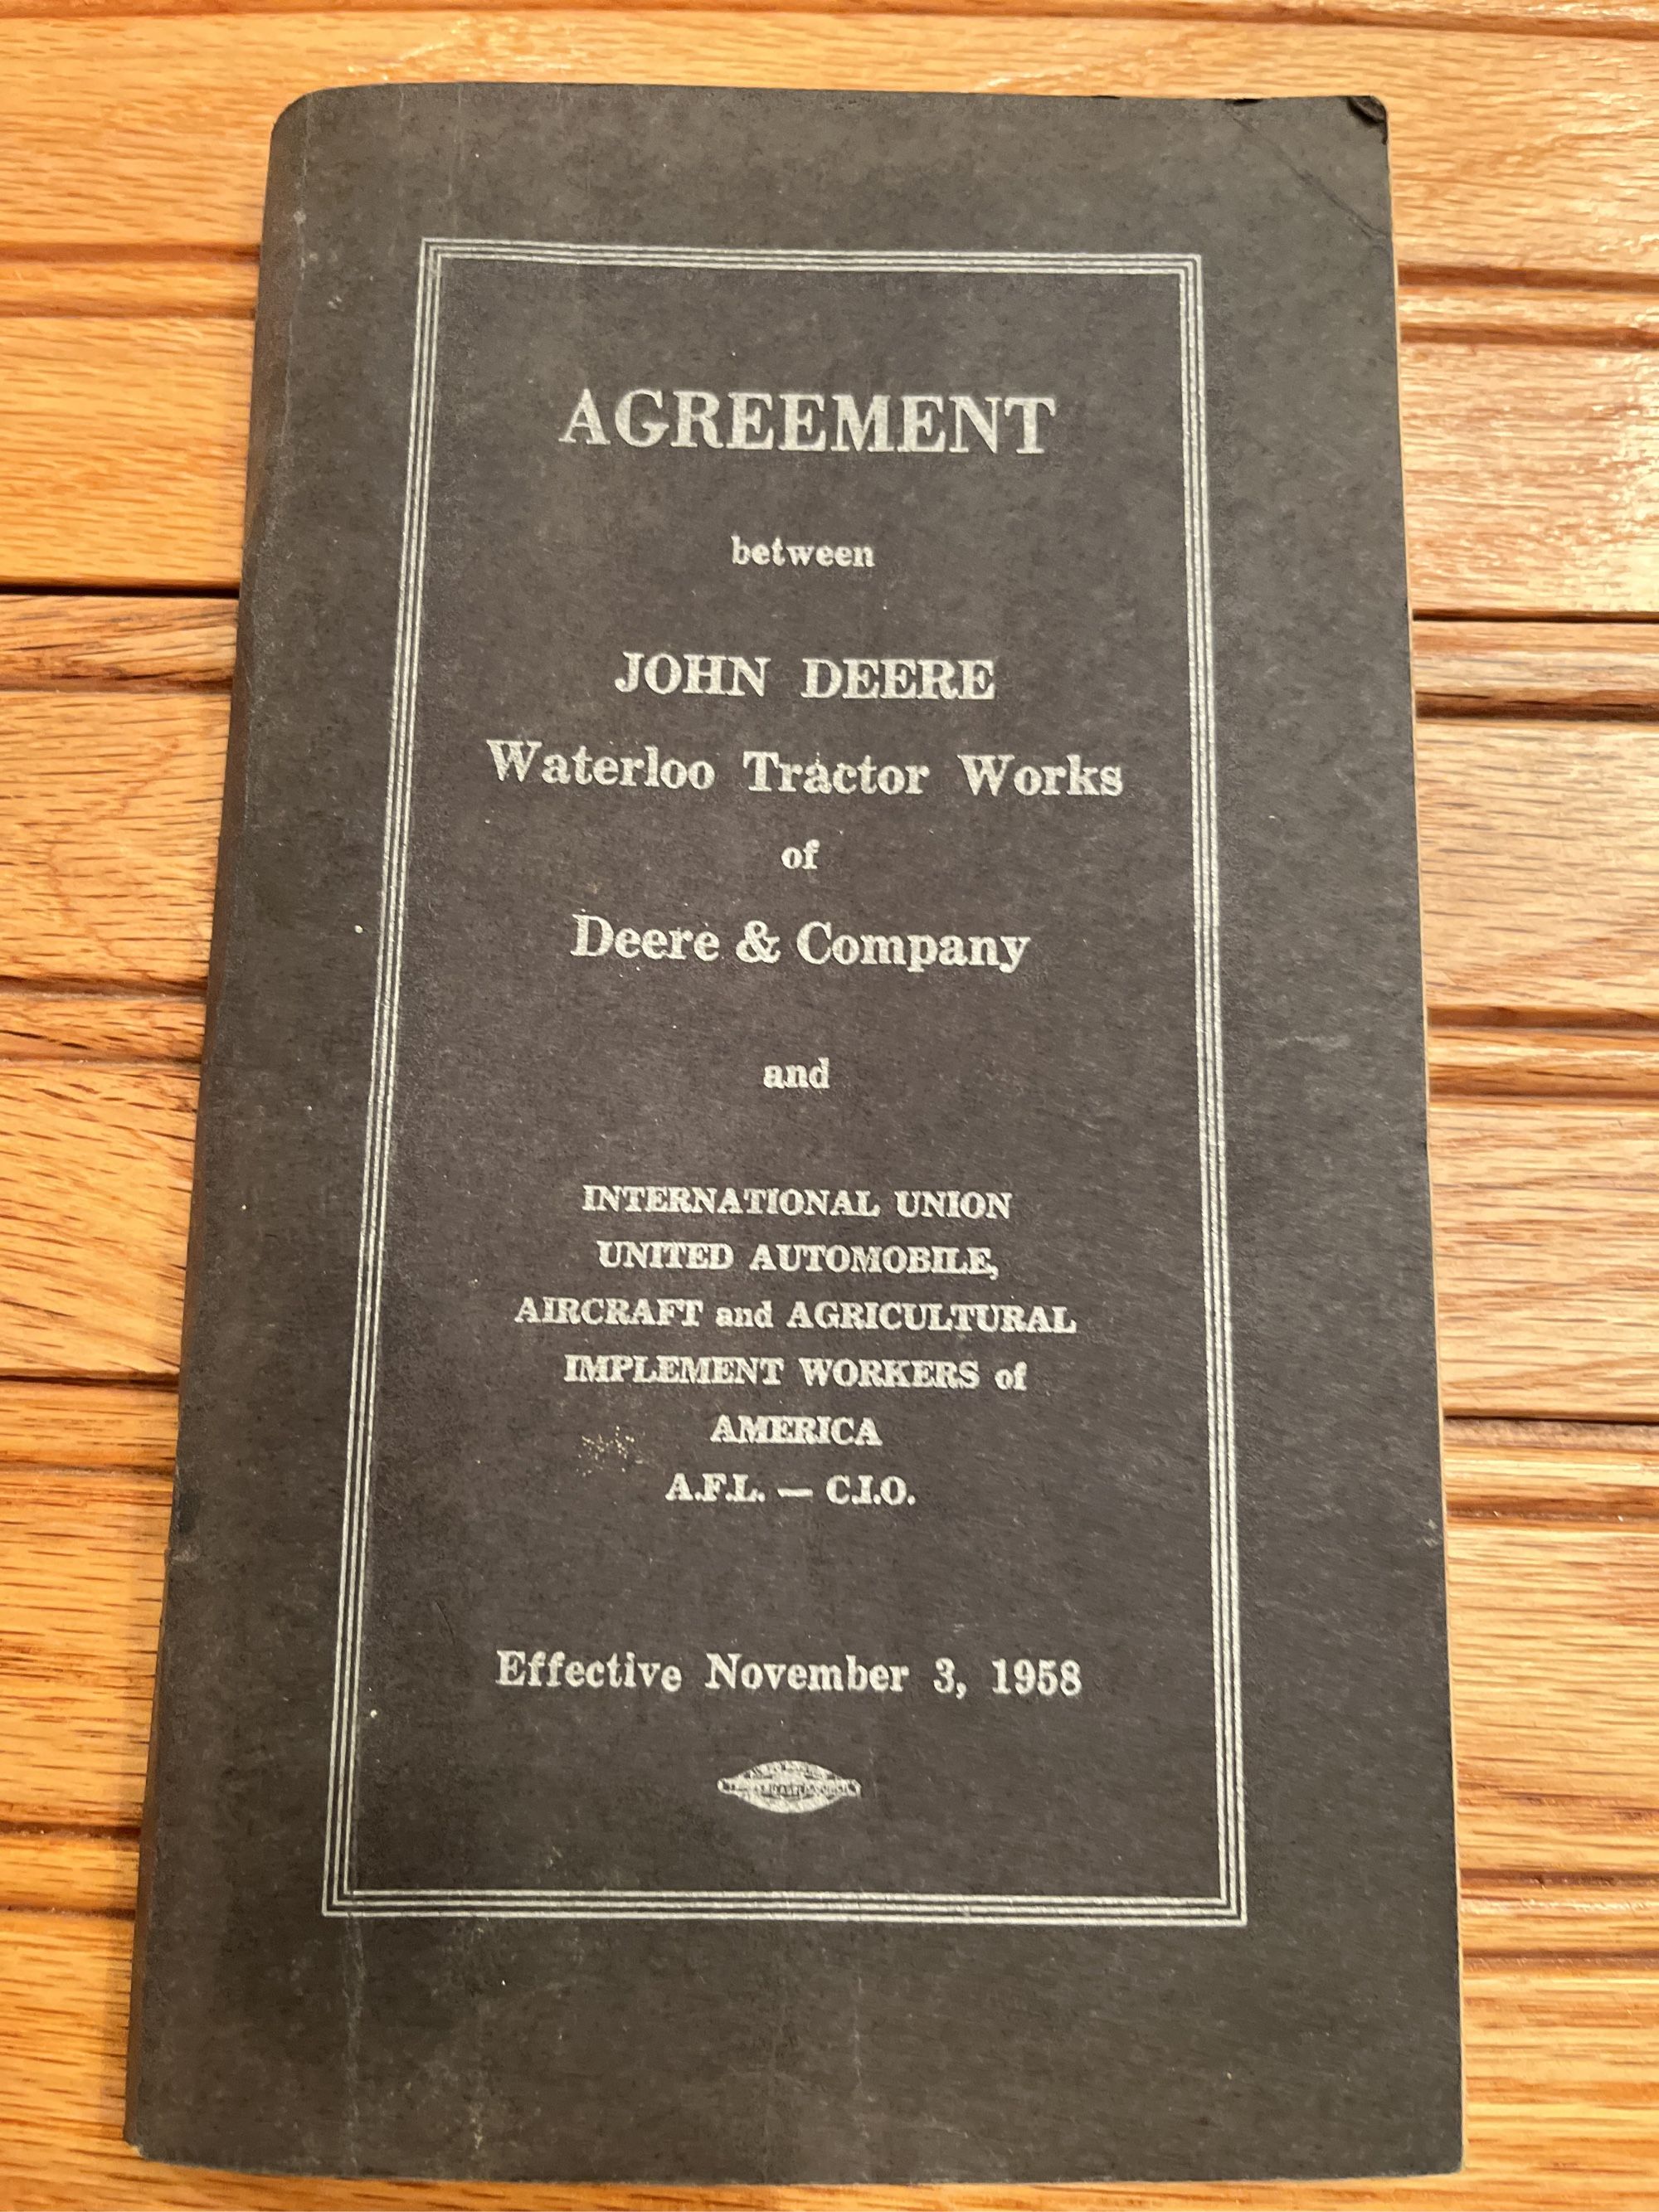 AGREEMENT
between
JOHN DEERE
Waterloo Tractor Works
of
Deere & Company
and
INTERNATIONAL UNION
UNITED AUTOMOBILE,
AIRCRAFT and AGRICULTURAL
IMPLEMENT WORKERS of
AMERICA
A.F.L. — C.I.O.
Effective November 3, 1958